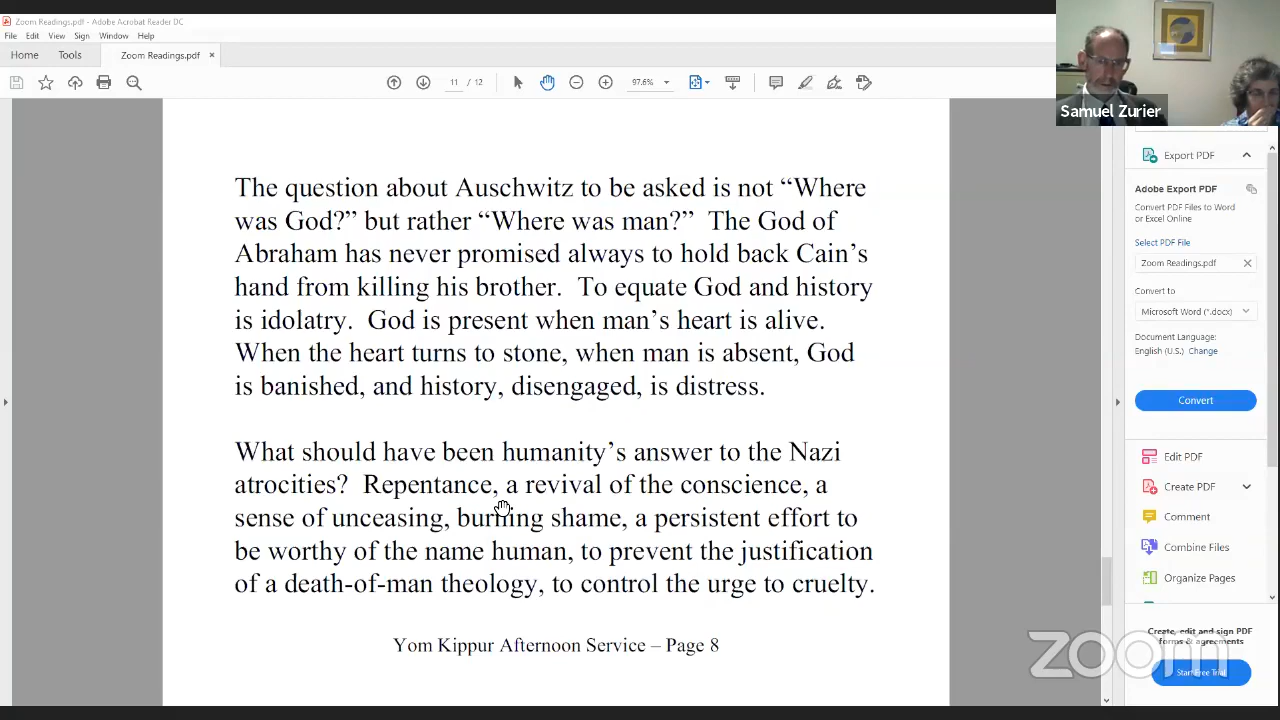 Zoom Readings.pdf - Adobe Acrobat Reader DC
File Edit View Sign Window Help
Home Tools Zoom Readings.pdf ×
11 / 12 97.6%
Samuel Zurier
The question about Auschwitz to be asked is not “Where
was God?” but rather “Where was man?” The God of
Abraham has never promised always to hold back Cain’s
hand from killing his brother. To equate God and history
is idolatry. God is present when man’s heart is alive.
When the heart turns to stone, when man is absent, God
is banished, and history, disengaged, is distress.
What should have been humanity’s answer to the Nazi
atrocities? Repentance, a revival of the conscience, a
sense of unceasing, burning shame, a persistent effort to
be worthy of the name human, to prevent the justification
of a death-of-man theology, to control the urge to cruelty.
Yom Kippur Afternoon Service – Page 8
Export PDF
Adobe Export PDF
Convert PDF Files to Word
or Excel Online
Select PDF File
Zoom Readings.pdf
Convert to
Microsoft Word (*.docx)
Document Language:
English (U.S.) Change
Convert
Edit PDF
Create PDF
Comment
Combine Files
Organize Pages
Create, edit and sign PDF
forms & agreements
Start Free Trial
zoom